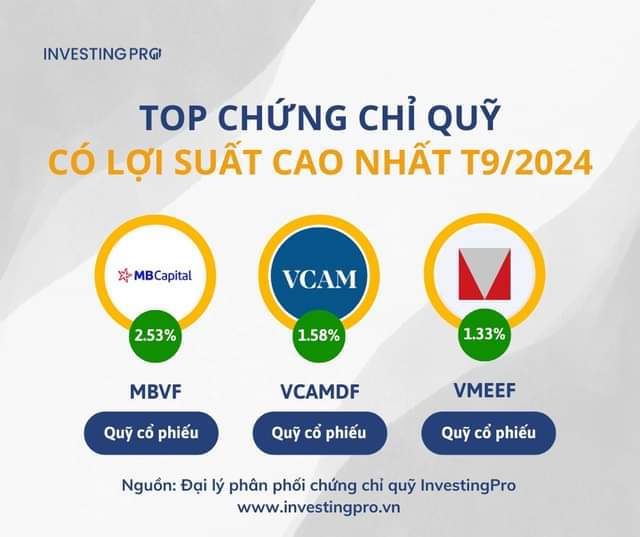 INVESTINGPRO
TOP CHỨNG CHỈ QUỸ
CÓ LỢI SUẤT CAO NHẤT T9/2024
MBCapital
VCAM
2.53%
1.58%
1.33%
MBVF
VCAMDF
VMEEF
Quỹ cổ phiếu
Quỹ cổ phiếu
Quỹ cổ phiếu
Nguồn: Đại lý phân phối chứng chỉ quỹ InvestingPro
www.investingpro.vn